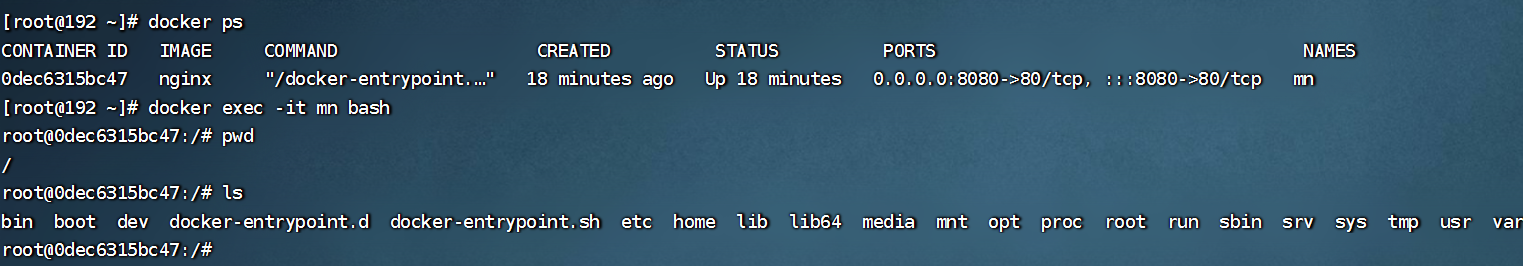 [root@192 ~]# docker ps
CONTAINER ID   IMAGE     COMMAND                  CREATED          STATUS          PORTS                                   NAMES
0dec6315bc47   nginx     "/docker-entrypoint.…"   18 minutes ago   Up 18 minutes   0.0.0.0:8080->80/tcp, :::8080->80/tcp   mn
[root@192 ~]# docker exec -it mn bash
root@0dec6315bc47:/# pwd
/
root@0dec6315bc47:/# ls
bin  boot  dev  docker-entrypoint.d  docker-entrypoint.sh  etc  home  lib  lib64  media  mnt  opt  proc  root  run  sbin  srv  sys  tmp  usr  var
root@0dec6315bc47:/#